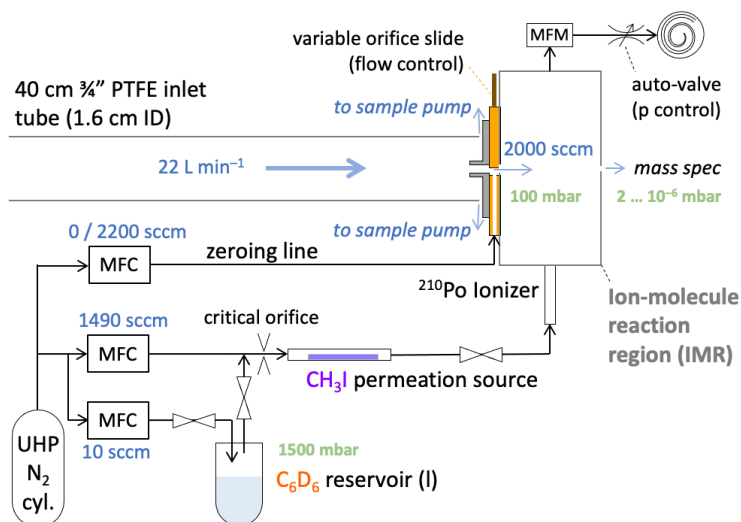 variable orifice slide
(flow control)
MFM
auto-valve
(p control)
40 cm ¾” PTFE inlet
tube (1.6 cm ID)
to sample pump
22 L min⁻¹
2000 sccm
mass spec
100 mbar
2 ... 10⁻⁶ mbar
to sample pump
0 / 2200 sccm
zeroing line
MFC
²¹⁰Po Ionizer
Ion-molecule
reaction
region (IMR)
1490 sccm
critical orifice
MFC
CH₃I permeation source
MFC
10 sccm
1500 mbar
C₆D₆ reservoir (l)
UHP
N₂
cyl.